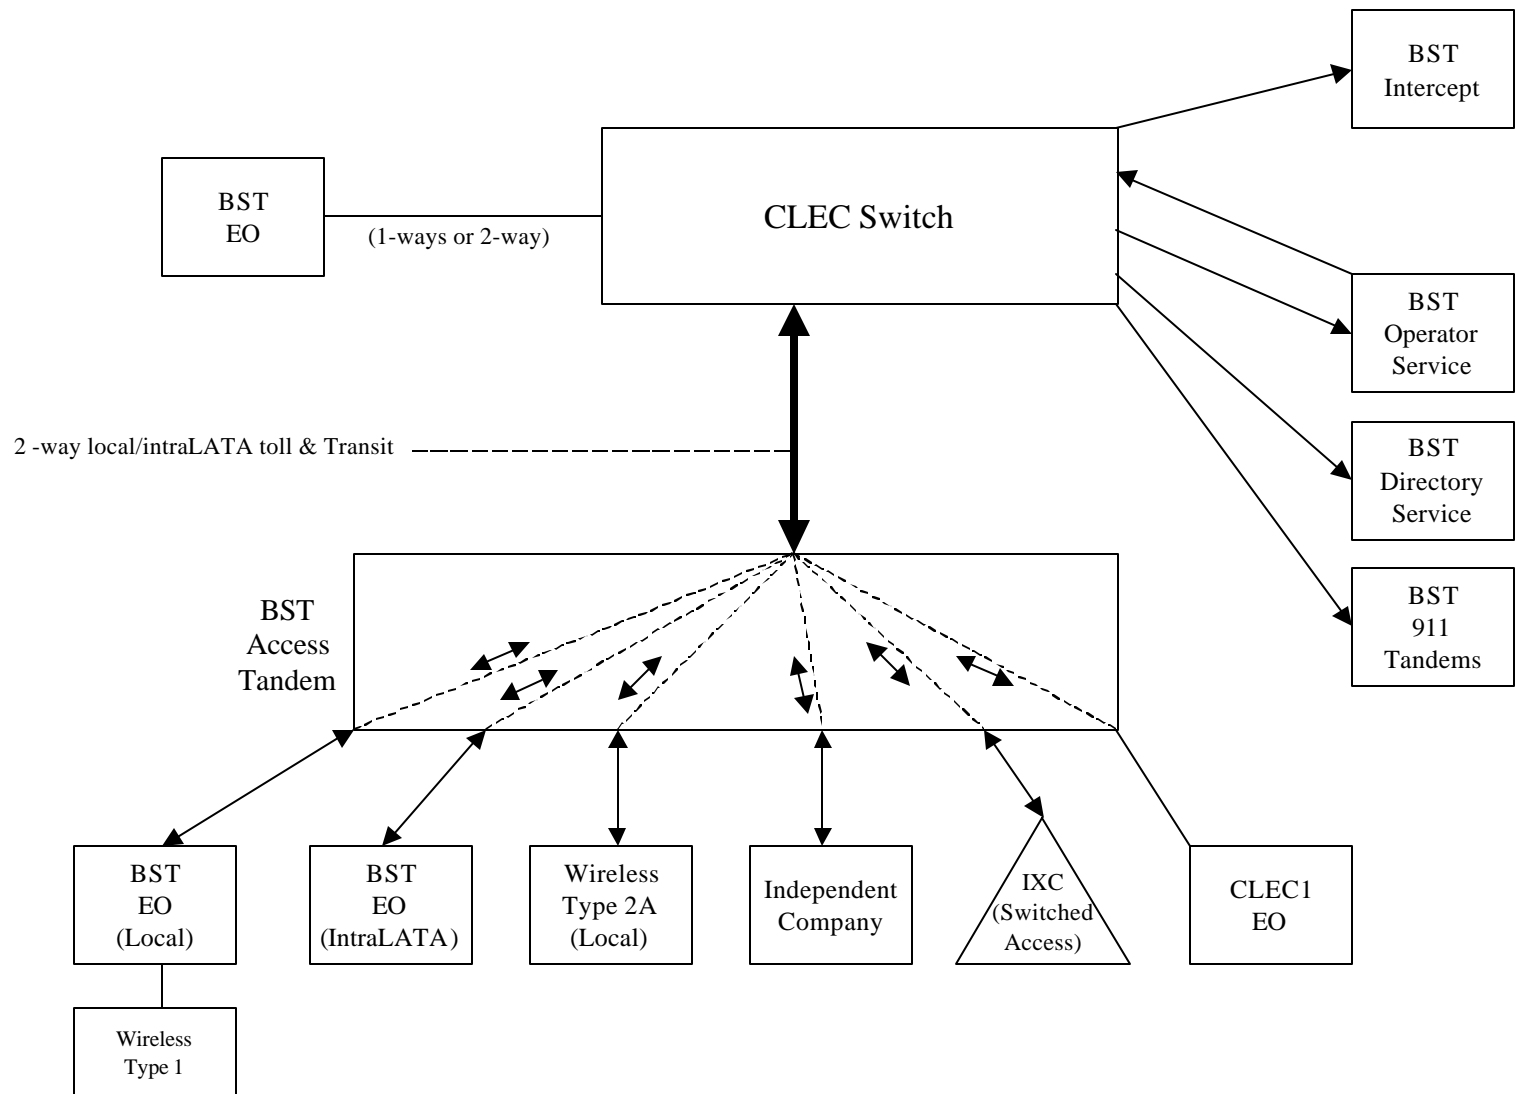 BST
Intercept
BST
EO
(1-ways or 2-way)
CLEC Switch
BST
Operator
Service
2 -way local/intraLATA toll & Transit
BST
Directory
Service
BST
Access
Tandem
BST
911
Tandems
BST
EO
(Local)
BST
EO
(IntraLATA)
Wireless
Type 2A
(Local)
Independent
Company
IXC
(Switched
Access)
CLEC1
EO
Wireless
Type 1